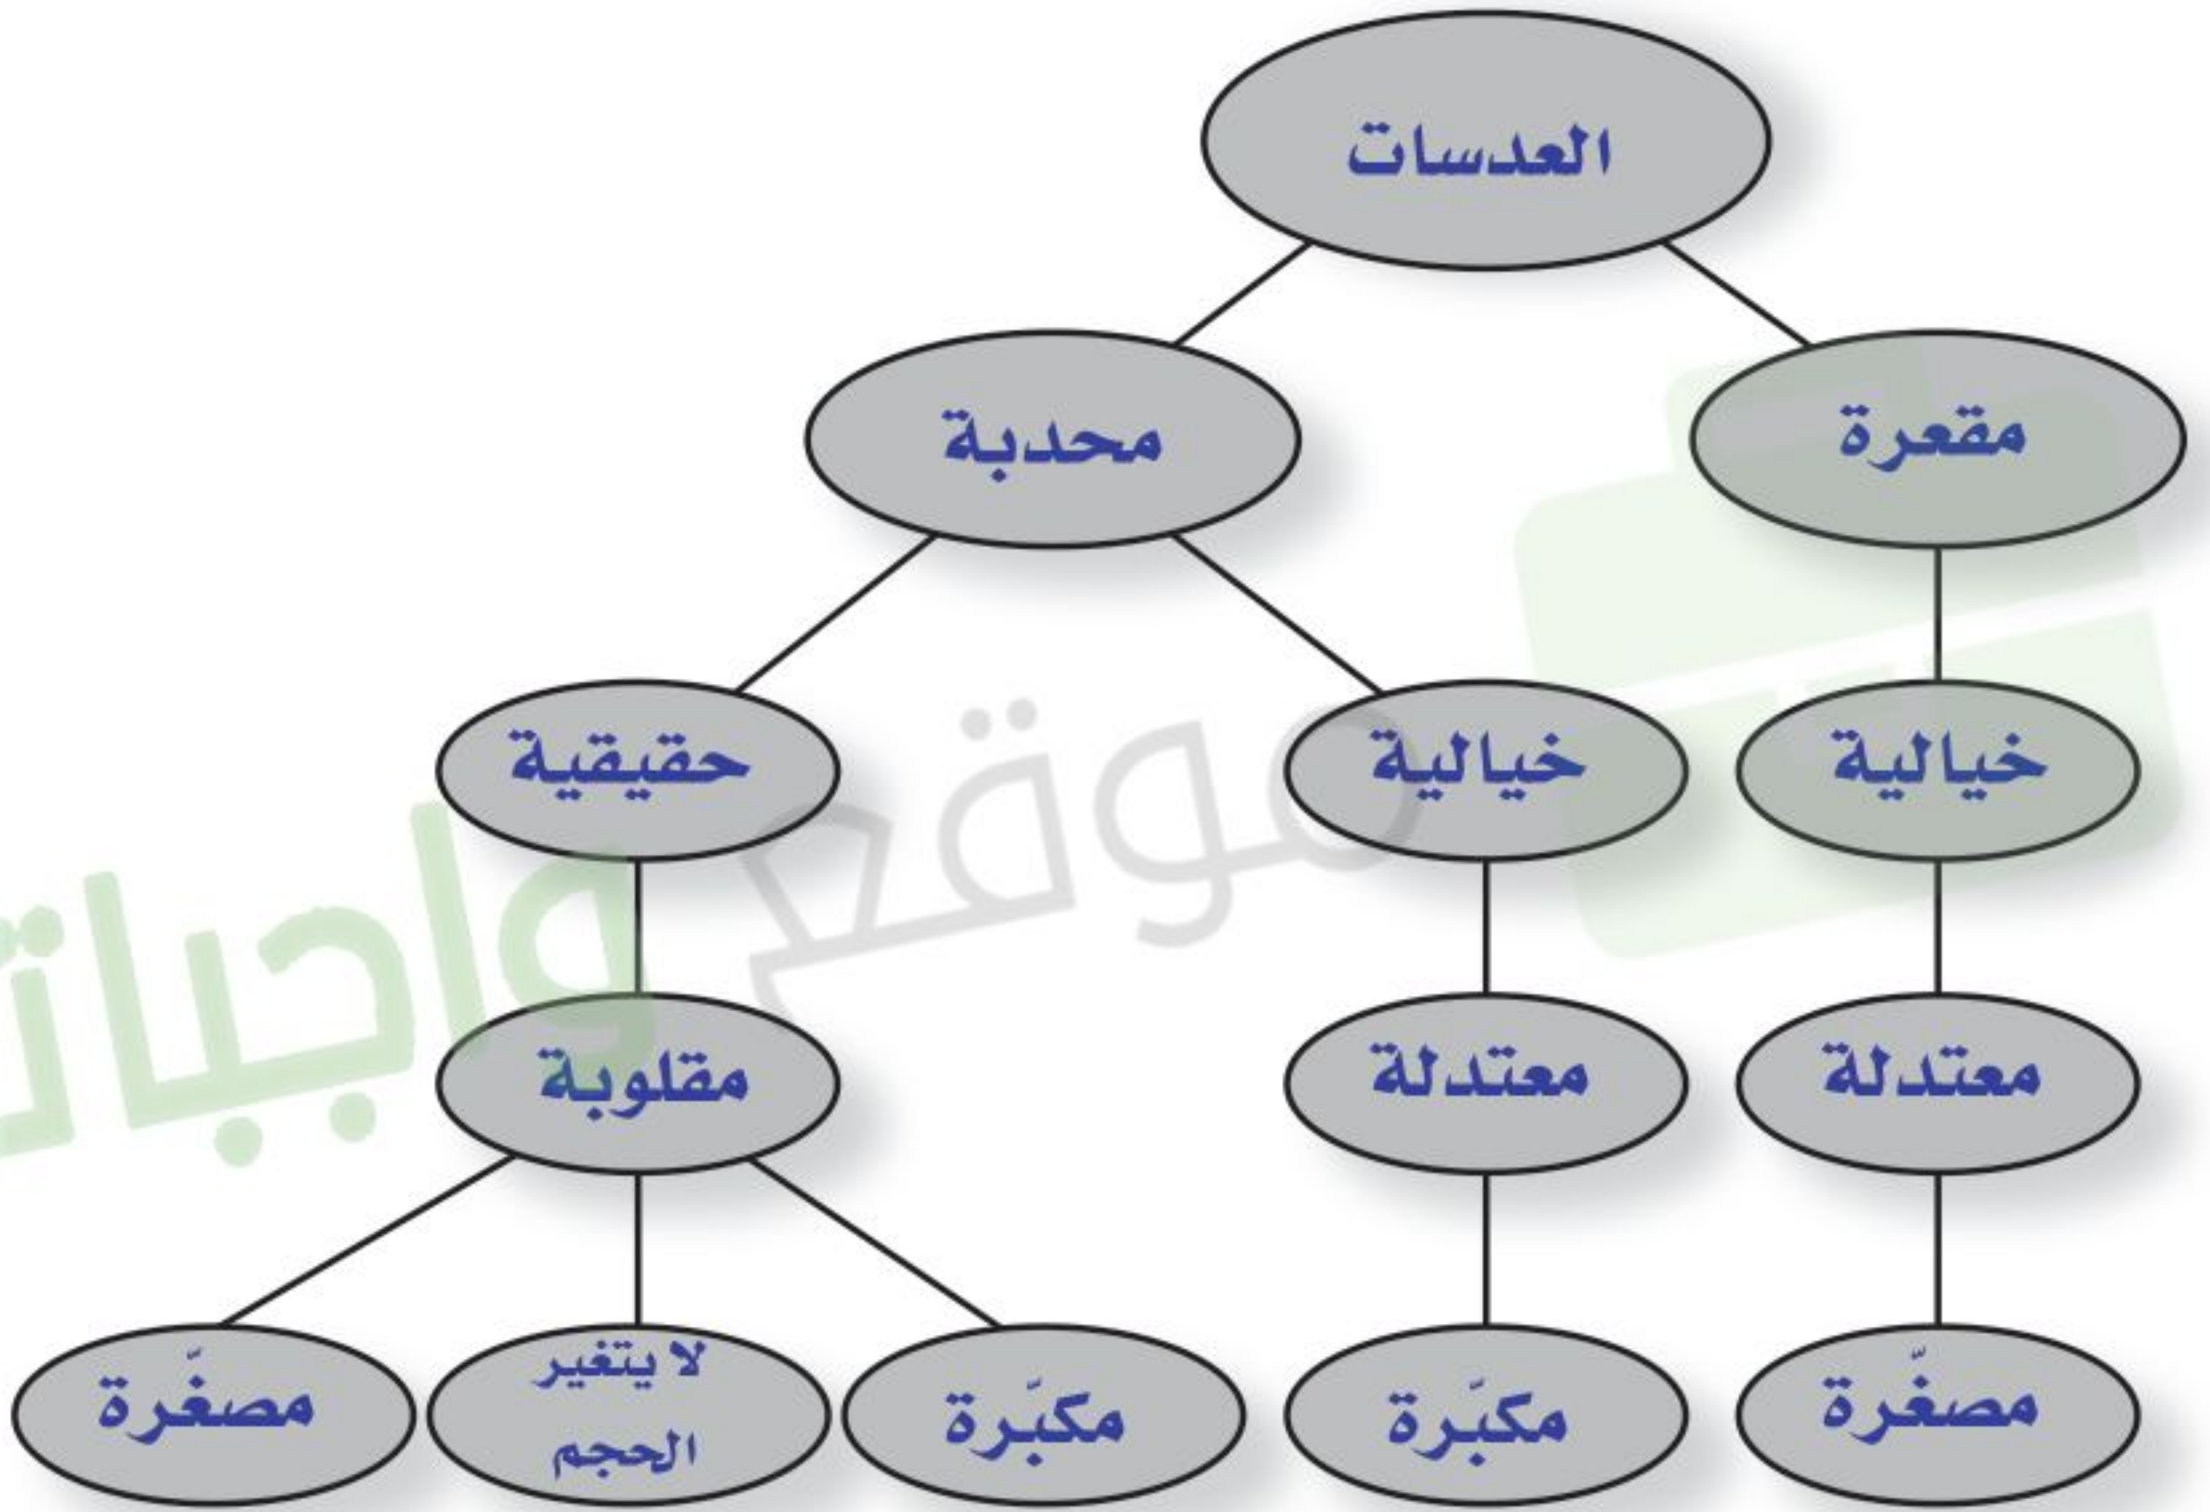 العدسات
مقعرة
محدبة
خيالية
خيالية
حقيقية
معتدلة
معتدلة
مقلوبة
مصغّرة
مكبّرة
مكبّرة
لا يتغير
الحجم
مصغّرة
موقع